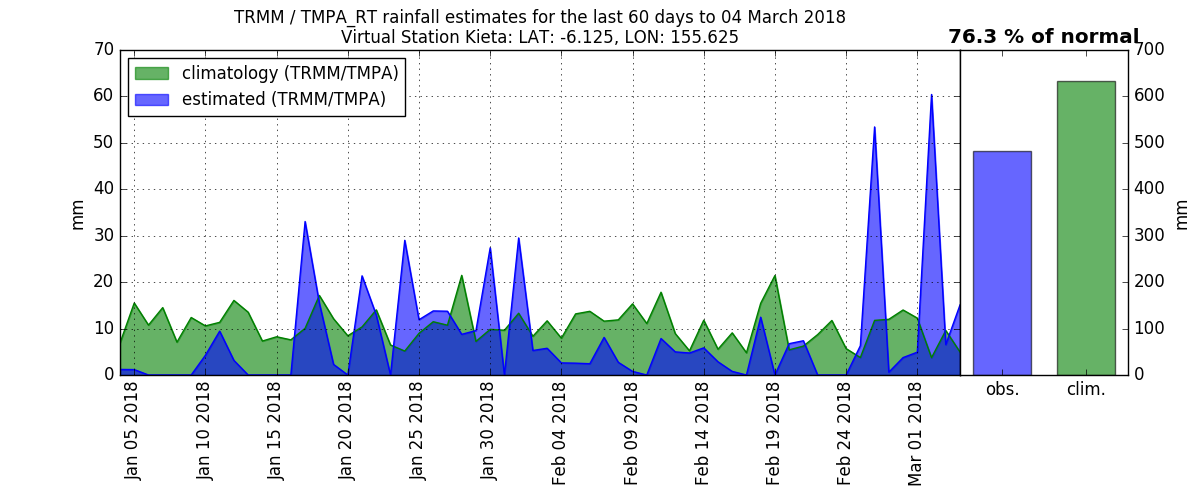 TRMM / TMPA_RT rainfall estimates for the last 60 days to 04 March 2018
Virtual Station Kieta: LAT: -6.125, LON: 155.625
76.3 % of normal
climatology (TRMM/TMPA)
estimated (TRMM/TMPA)
70
60
50
40
30
20
10
0
mm
Jan 05 2018
Jan 10 2018
Jan 15 2018
Jan 20 2018
Jan 25 2018
Jan 30 2018
Feb 04 2018
Feb 09 2018
Feb 14 2018
Feb 19 2018
Feb 24 2018
Mar 01 2018
obs.
clim.
700
600
500
400
300
200
100
0
mm